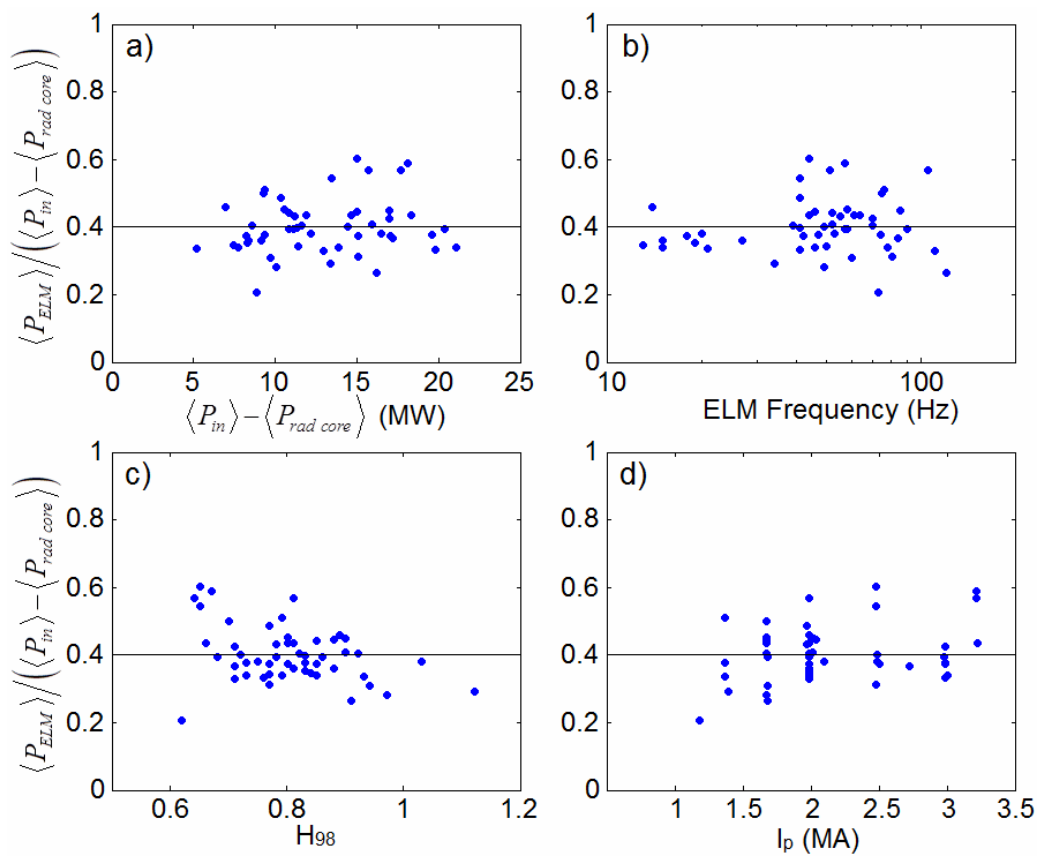 a)
1
0.8
0.6
0.4
0.2
0
0 5 10 15 20 25
⟨P_ELM⟩/(⟨P_in⟩−⟨P_rad core⟩)
⟨P_in⟩−⟨P_rad core⟩ (MW)
b)
1
0.8
0.6
0.4
0.2
0
10 100
ELM Frequency (Hz)
c)
1
0.8
0.6
0.4
0.2
0
0.6 0.8 1 1.2
⟨P_ELM⟩/(⟨P_in⟩−⟨P_rad core⟩)
H98
d)
1
0.8
0.6
0.4
0.2
0
1 1.5 2 2.5 3 3.5
Ip (MA)